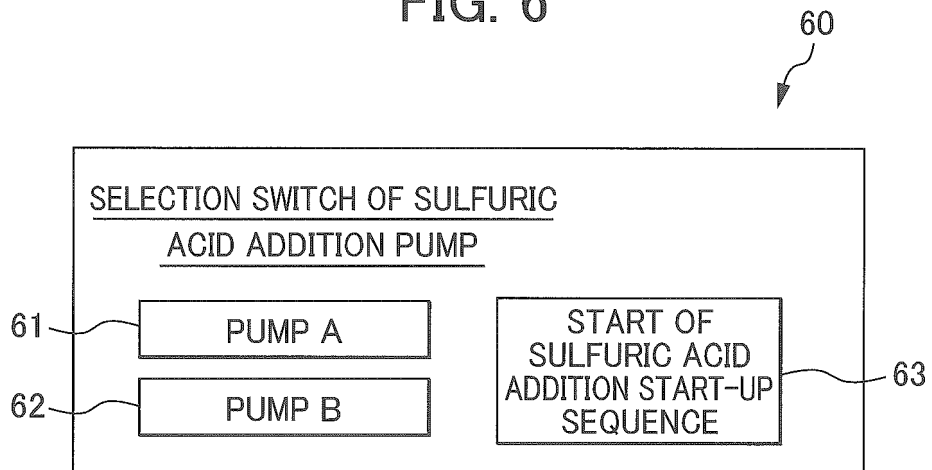 FIG. 6
60
SELECTION SWITCH OF SULFURIC
ACID ADDITION PUMP
61
PUMP A
62
PUMP B
START OF
SULFURIC ACID
ADDITION START-UP
SEQUENCE
63